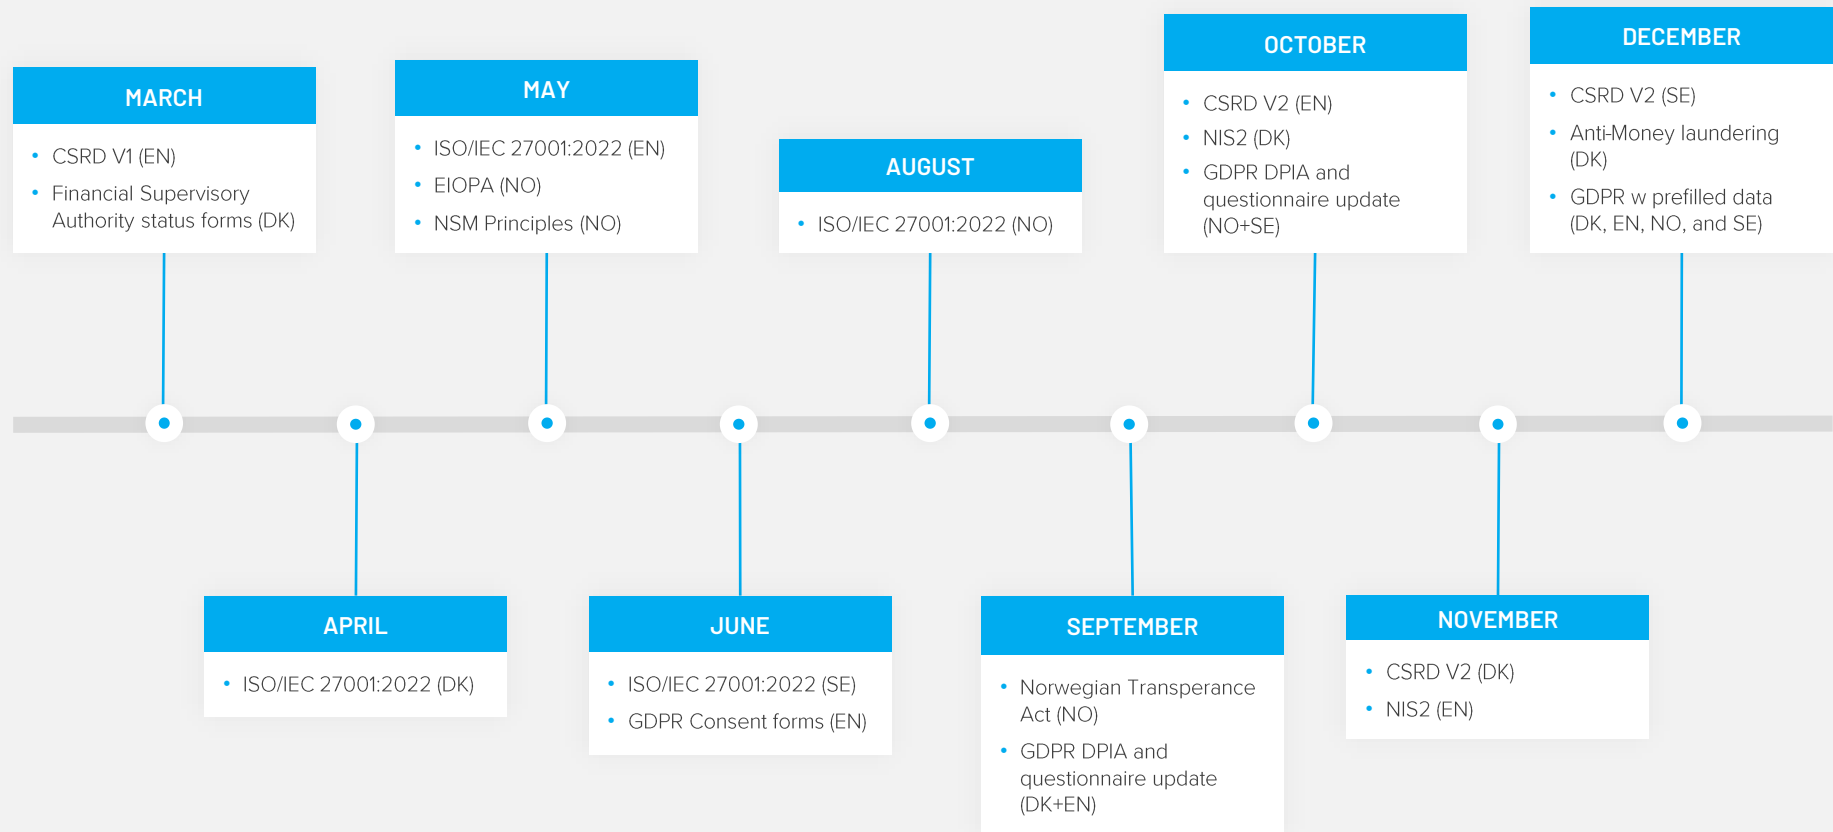 MARCH
• CSRD V1 (EN)
• Financial Supervisory
Authority status forms (DK)
APRIL
• ISO/IEC 27001:2022 (DK)
MAY
• ISO/IEC 27001:2022 (EN)
• EIOPA (NO)
• NSM Principles (NO)
JUNE
• ISO/IEC 27001:2022 (SE)
• GDPR Consent forms (EN)
AUGUST
• ISO/IEC 27001:2022 (NO)
SEPTEMBER
• Norwegian Transperance
Act (NO)
• GDPR DPIA and
questionnaire update
(DK+EN)
OCTOBER
• CSRD V2 (EN)
• NIS2 (DK)
• GDPR DPIA and
questionnaire update
(NO+SE)
NOVEMBER
• CSRD V2 (DK)
• NIS2 (EN)
DECEMBER
• CSRD V2 (SE)
• Anti-Money laundering
(DK)
• GDPR w prefilled data
(DK, EN, NO, and SE)